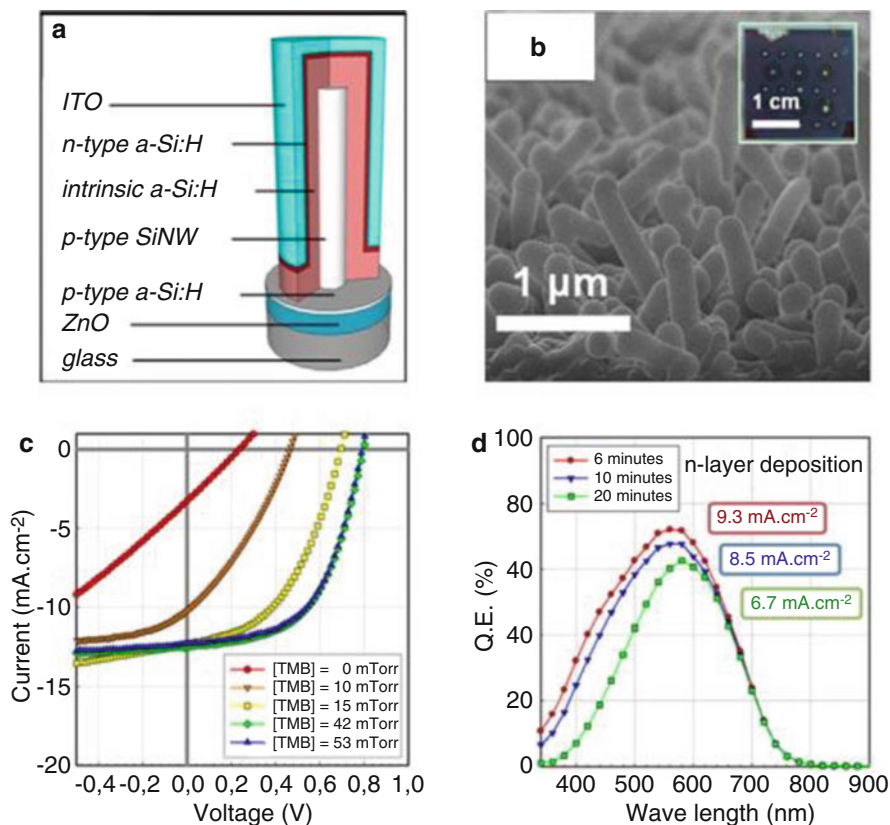 a
ITO
n-type a-Si:H
intrinsic a-Si:H
p-type SiNW
p-type a-Si:H
ZnO
glass
b
1 cm
1 µm
c
0
-5
-10
-15
-20
Current (mA.cm-2)
[TMB] = 0 mTorr
[TMB] = 10 mTorr
[TMB] = 15 mTorr
[TMB] = 42 mTorr
[TMB] = 53 mTorr
-0,4 -0,2 0,0 0,2 0,4 0,6 0,8 1,0
Voltage (V)
d
100
80
40
40
20
0
Q.E. (%)
6 minutes
10 minutes
20 minutes
n-layer deposition
9.3 mA.cm-2
8.5 mA.cm-2
6.7 mA.cm-2
400 500 600 700 800 900
Wave length (nm)